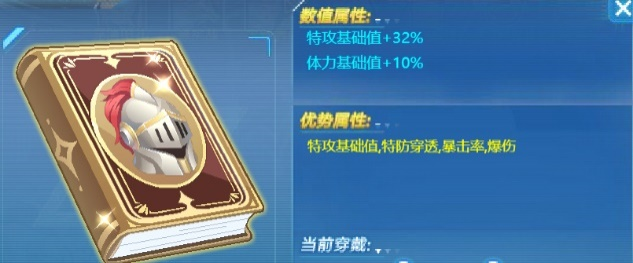 数值属性:
特攻基础值+32%
体力基础值+10%
优势属性:
特攻基础值,特防穿透,暴击率,爆伤
当前穿戴: